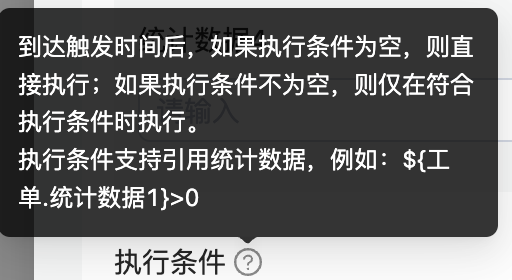 统计数据1
到达触发时间后，如果执行条件为空，则直
接执行；如果执行条件不为空，则仅在符合
请输入
执行条件时执行。
执行条件支持引用统计数据，例如：${工
单.统计数据1}>0
执行条件 ?